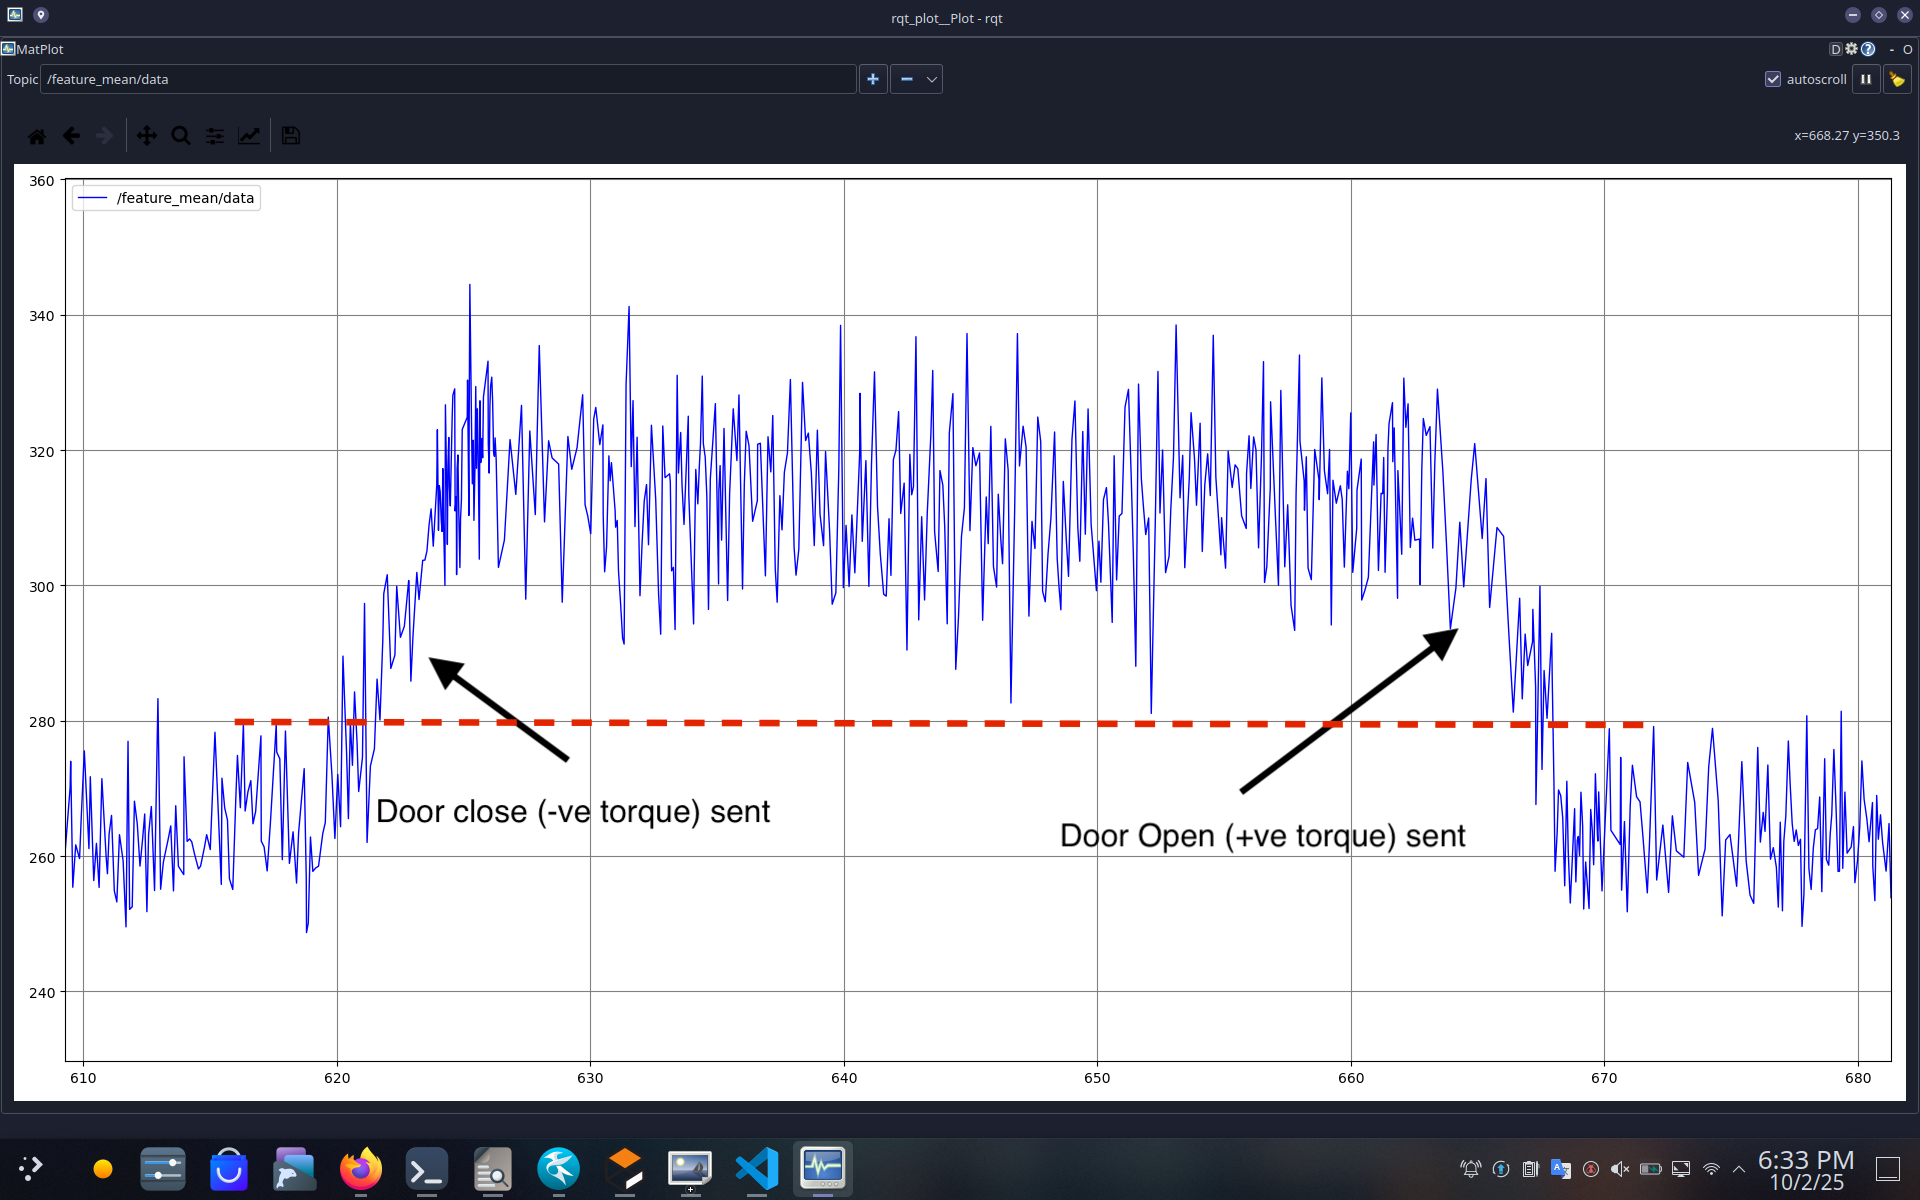 rqt_plot__Plot - rqt
MatPlot
D
- O
Topic /feature_mean/data
autoscroll
x=668.27 y=350.3
360
/feature_mean/data
340
320
300
280
Door close (-ve torque) sent
Door Open (+ve torque) sent
260
240
610 620 630 640 650 660 670 680
6:33 PM
10/2/25